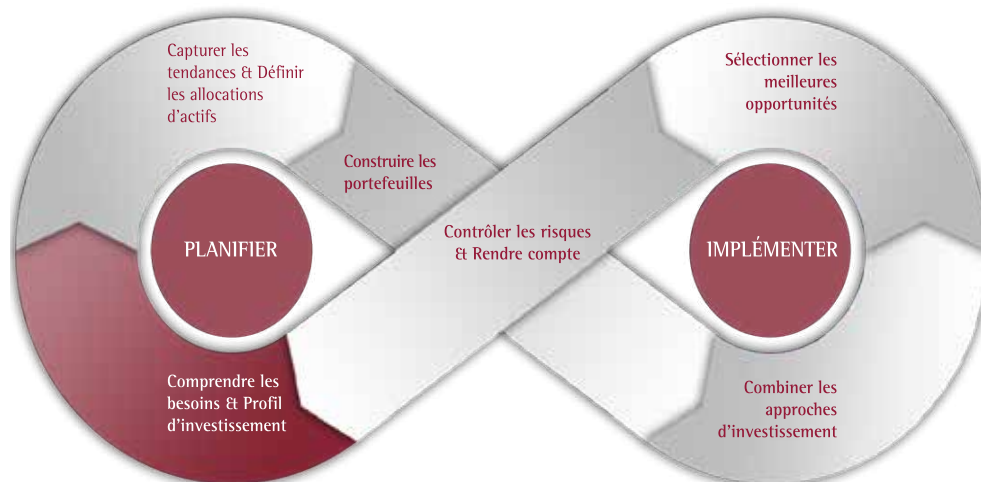 Capturer les
tendances & Définir
les allocations
d'actifs
Construire les
portefeuilles
PLANIFIER
Comprendre les
besoins & Profil
d'investissement
Contrôler les risques
& Rendre compte
Sélectionner les
meilleures
opportunités
IMPLÉMENTER
Combiner les
approches
d'investissement